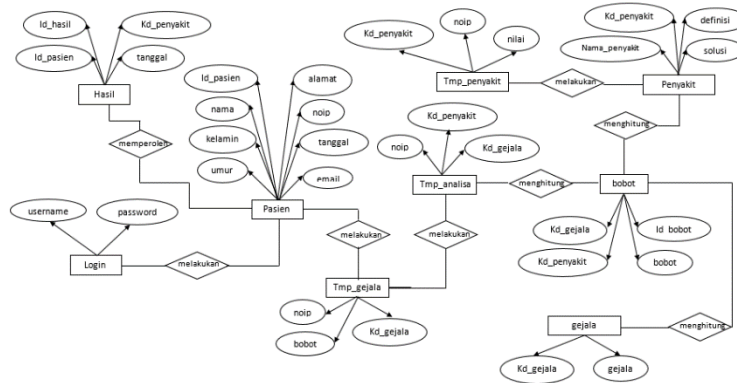 Id_hasil
Kd_penyakit
Id_pasien
tanggal
Hasil
memperoleh
Id_pasien
alamat
nama
noip
kelamin
tanggal
umur
email
Pasien
username
password
Login
melakukan
melakukan
Tmp_gejala
noip
bobot
Kd_gejala
Kd_penyakit
noip
nilai
Tmp_penyakit
melakukan
Kd_penyakit
definisi
Nama_penyakit
solusi
Penyakit
menghitung
Kd_penyakit
noip
Kd_gejala
Tmp_analisa
menghitung
melakukan
bobot
Kd_gejala
Id_bobot
Kd_penyakit
bobot
gejala
menghitung
Kd_gejala
gejala